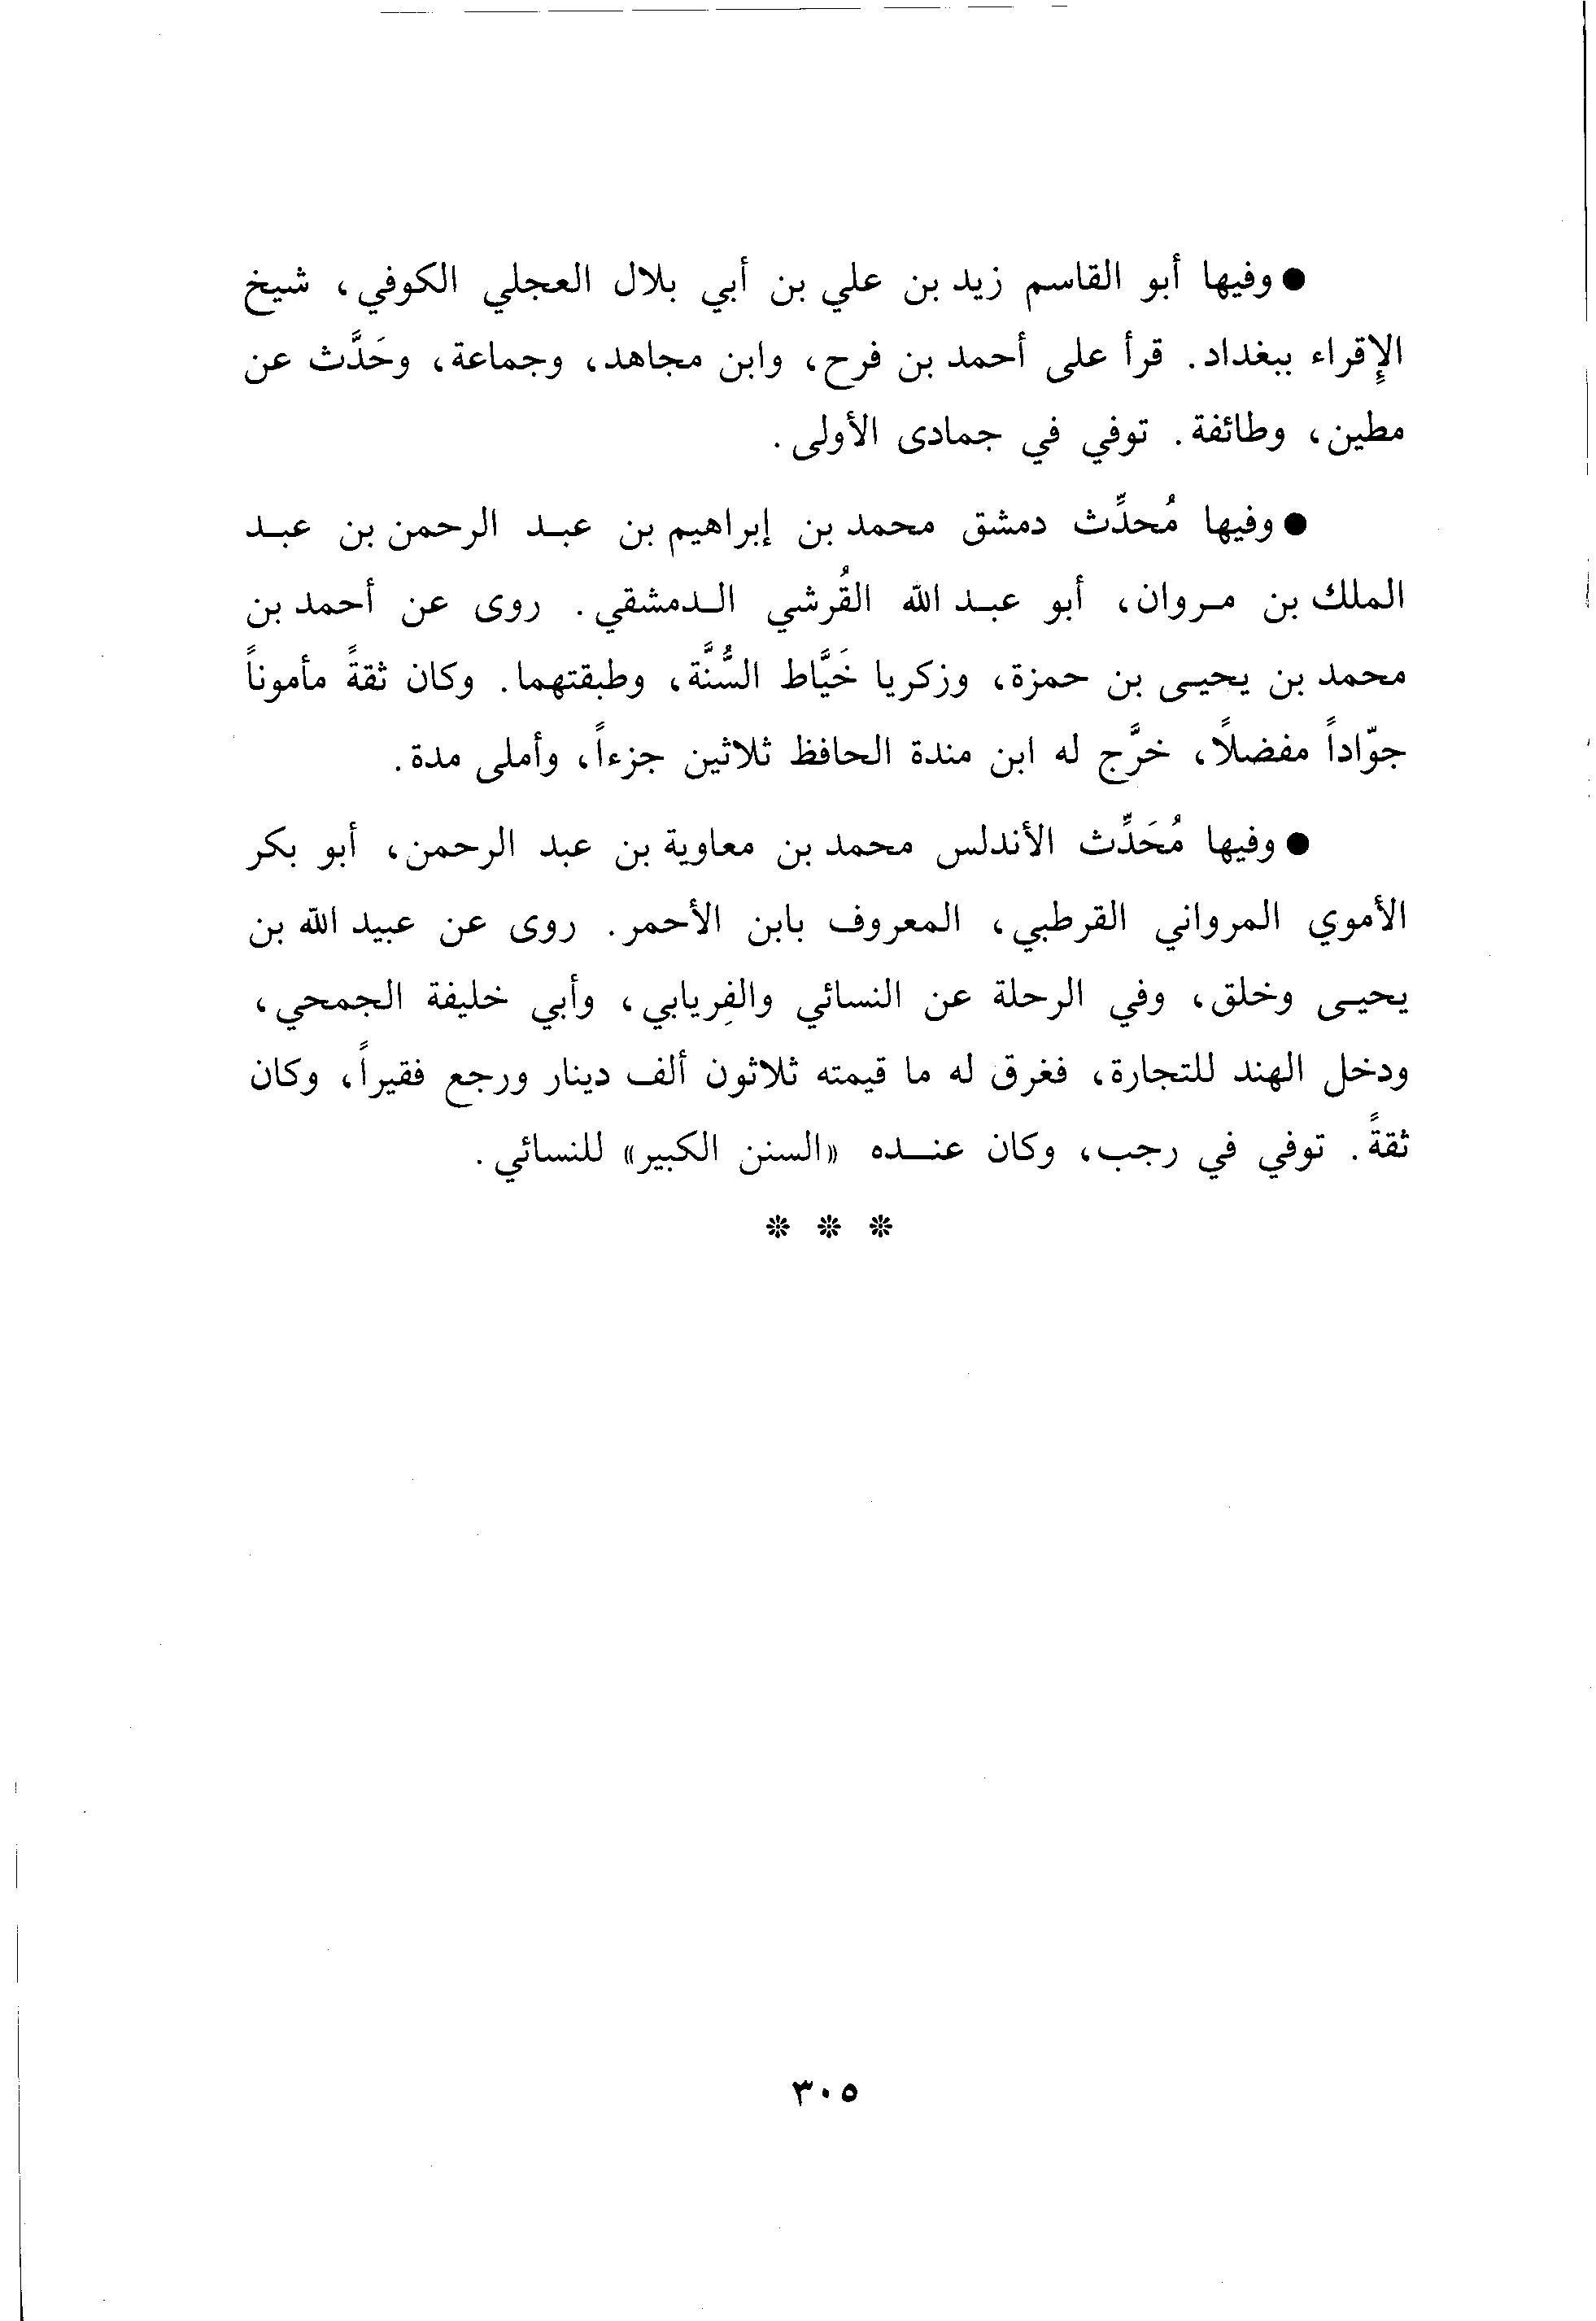 ● وفيها أبو القاسم زيد بن علي بن أبي بلال العجلي الكوفي، شيخ
الإِقراء ببغداد. قرأ على أحمد بن فرح، وابن مجاهد، وجماعة، وحَدَّث عن
مطين، وطائفة. توفي في جمادى الأولى.
● وفيها مُحدِّث دمشق محمد بن إبراهيم بن عبد الرحمن بن عبد
الملك بن مروان، أبو عبد الله القُرشي الدمشقي. روى عن أحمد بن
محمد بن يحيى بن حمزة، وزكريا خَيَّاط السُّنَّة، وطبقتهما. وكان ثقةً مأموناً
جوّاداً مفضلاً، خرَّج له ابن مندة الحافظ ثلاثين جزءاً، وأملى مدة.
● وفيها مُحَدِّث الأندلس محمد بن معاوية بن عبد الرحمن، أبو بكر
الأموي المرواني القرطبي، المعروف بابن الأحمر. روى عن عبيد الله بن
يحيى وخلق، وفي الرحلة عن النسائي والفِريابي، وأبي خليفة الجمحي،
ودخل الهند للتجارة، فغرق له ما قيمته ثلاثون ألف دينار ورجع فقيراً، وكان
ثقةً. توفي في رجب، وكان عنده «السنن الكبير» للنسائي.
* * *
٣٠٥